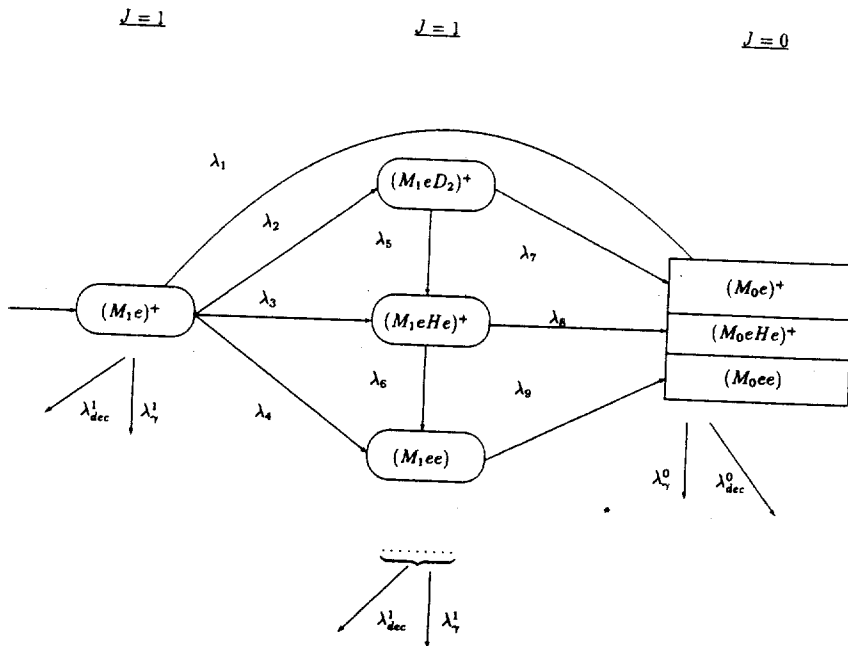 J = 1
J = 1
J = 0
λ₁
(M₁eD₂)⁺
λ₂
λ₅
λ₇
(M₀e)⁺
(M₁e)⁺
λ₃
(M₁eHe)⁺
λ₈
(M₀eHe)⁺
λ₆
λ₉
(M₀ee)
λ¹dec
λ¹γ
λ₄
(M₁ee)
λ⁰γ
λ⁰dec
λ¹dec
λ¹γ